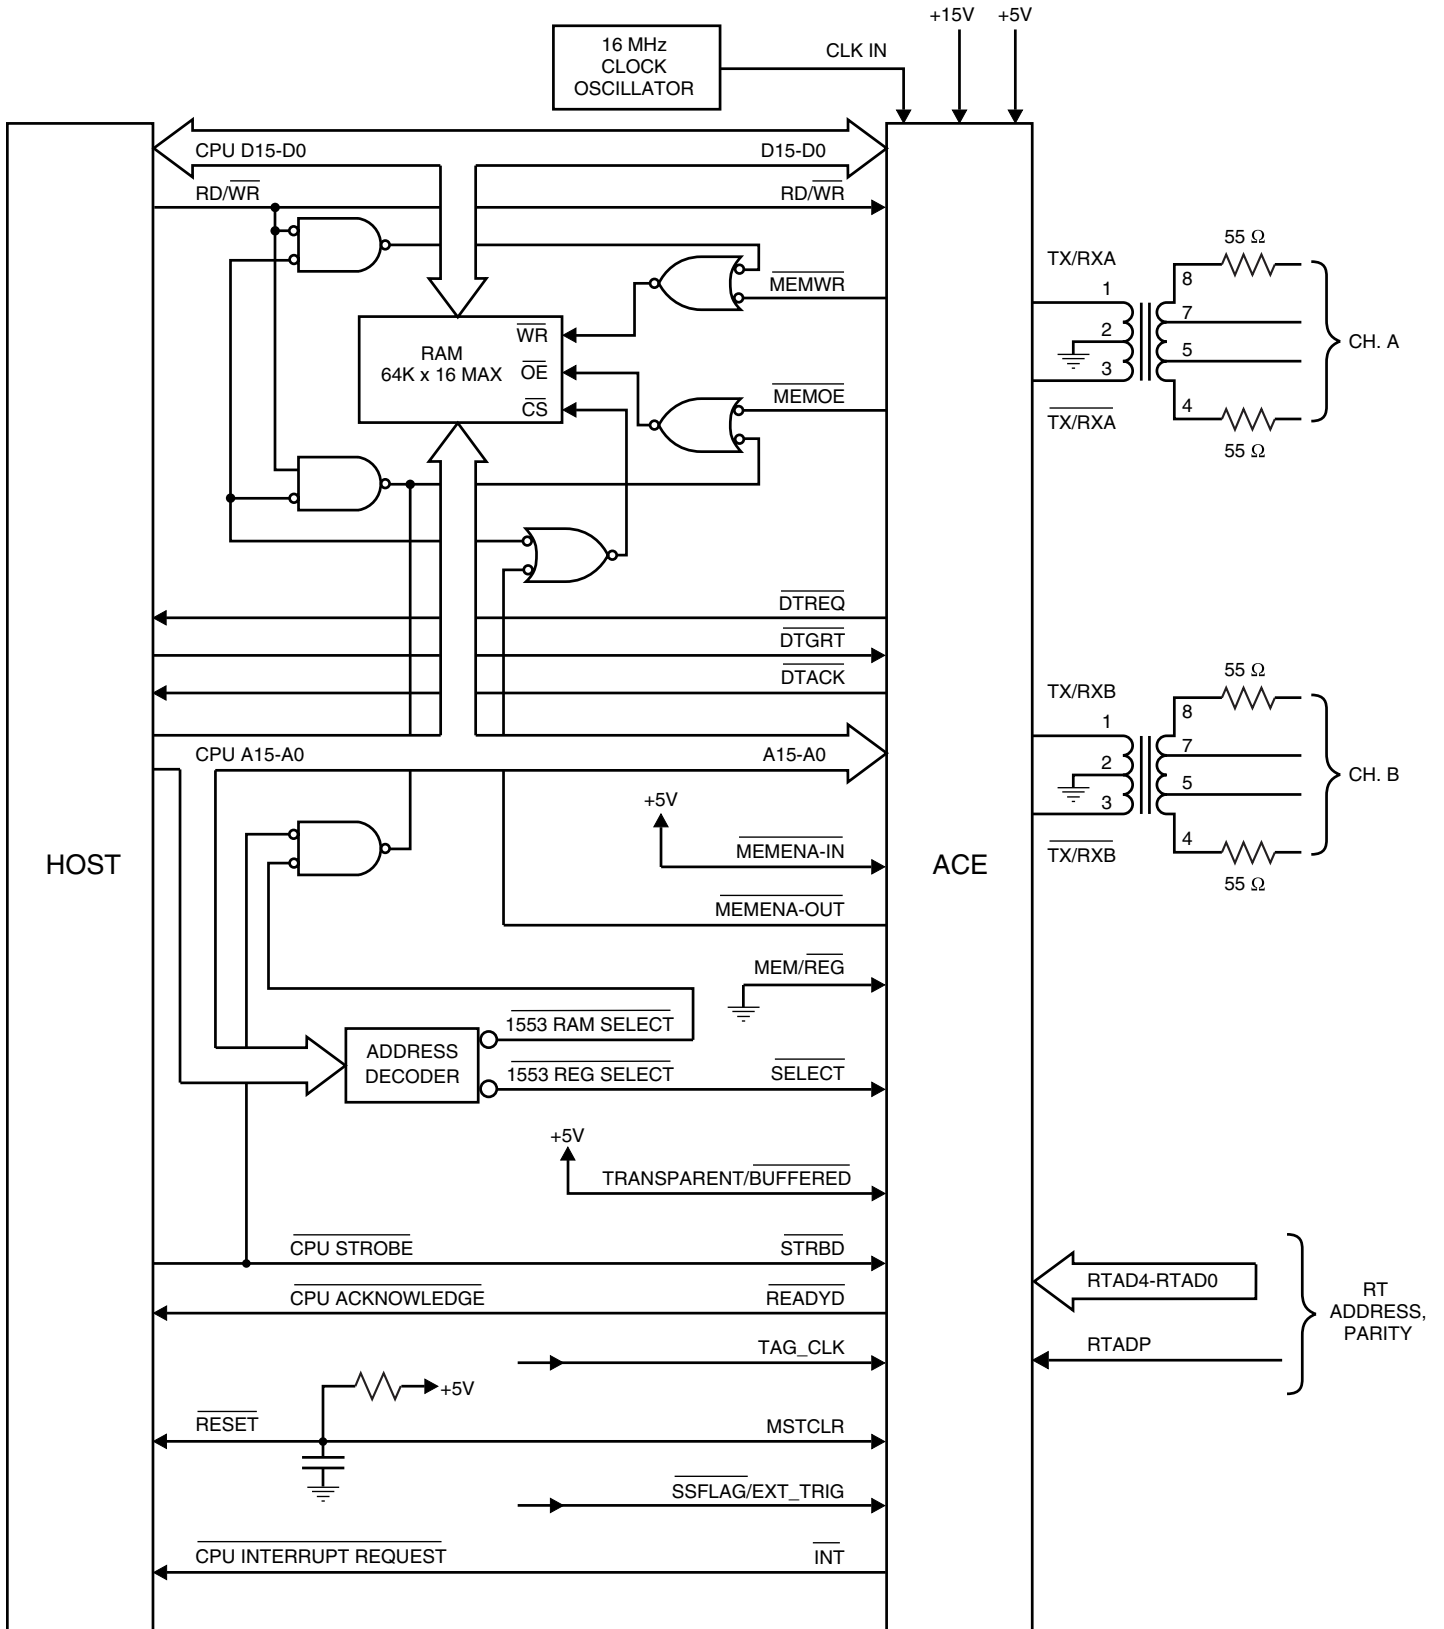 +15V +5V
16 MHz
CLOCK
OSCILLATOR
CLK IN
CPU D15-D0 D15-D0
RD/WR RD/WR
MEMWR
WR
RAM
64K x 16 MAX
OE
CS
MEMOE
TX/RXA
1
2
3
TX/RXA
55 Ω
8
7
5
4
55 Ω
CH. A
DTREQ
DTGRT
DTACK
CPU A15-A0 A15-A0
TX/RXB
1
2
3
TX/RXB
55 Ω
8
7
5
4
55 Ω
CH. B
HOST
ACE
+5V
MEMENA-IN
MEMENA-OUT
MEM/REG
1553 RAM SELECT
ADDRESS
DECODER
1553 REG SELECT SELECT
+5V
TRANSPARENT/BUFFERED
CPU STROBE STRBD
CPU ACKNOWLEDGE READYD
RTAD4-RTAD0
RT
ADDRESS,
PARITY
RTADP
TAG_CLK
+5V
RESET MSTCLR
SSFLAG/EXT_TRIG
CPU INTERRUPT REQUEST INT